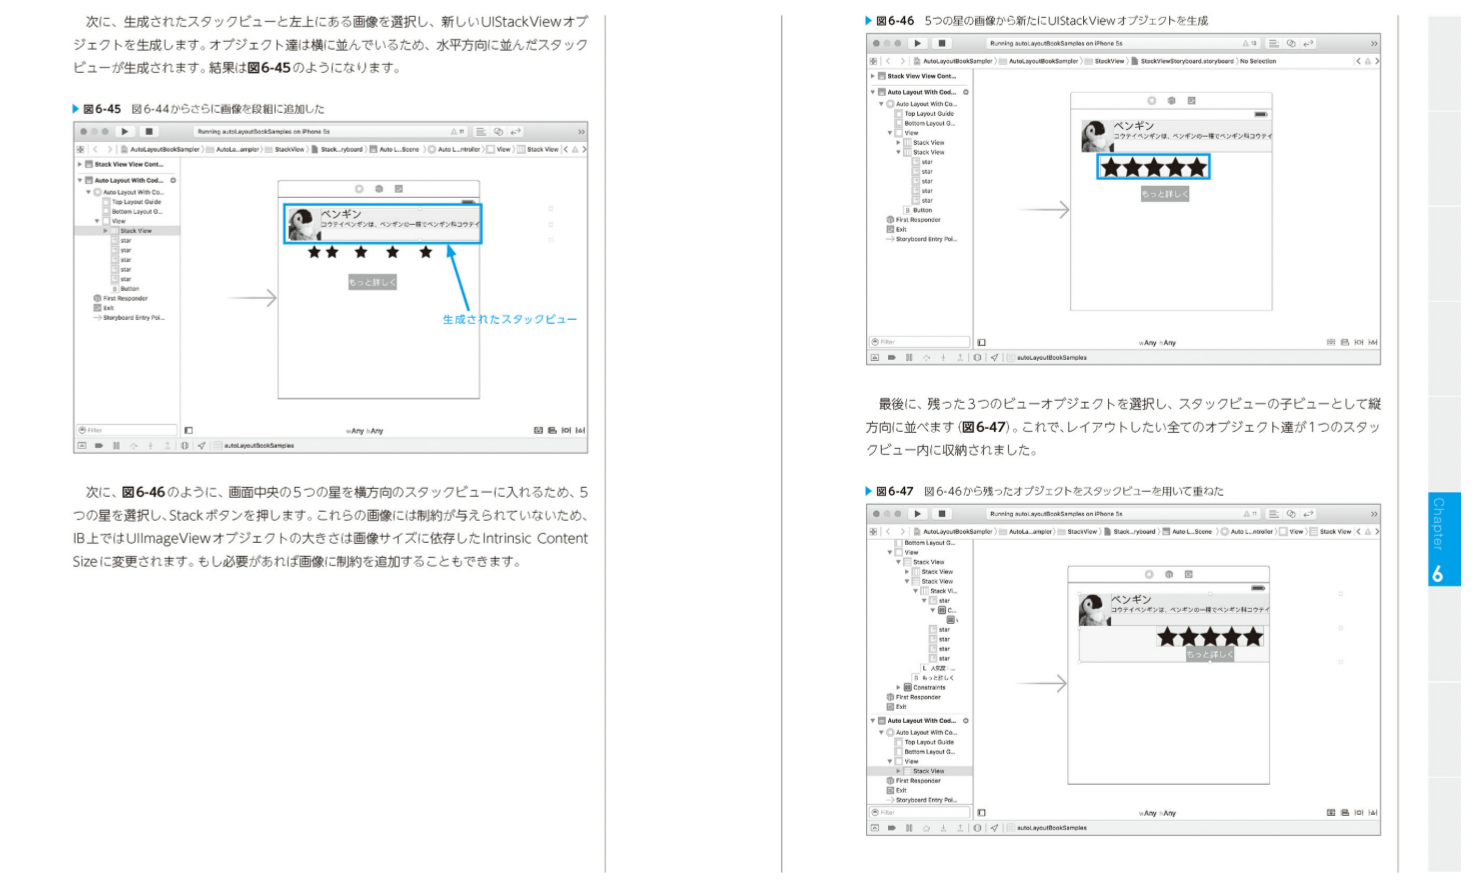 次に、生成されたスタックビューと左上にある画像を選択し、新しいUIStackViewオブ
ジェクトを生成します。オブジェクト達は横に並んでいるため、水平方向に並んだスタック
ビューが生成されます。結果は図6-45のようになります。
図6-45 図6-44からさらに画像を段組に追加した
Running autoLayoutBookSamples on iPhone 5s
AutoLayoutBookSampler
AutoLa...ampler
StackView
Stack...ryboard
Auto L...Scene
Auto L...ntroller
View
Stack View
Stack View View Cont...
Auto Layout With Cod...
Auto Layout With Co...
Top Layout Guide
Bottom Layout G...
View
Stack View
star
star
star
star
star
B Button
First Responder
Exit
Storyboard Entry Poi...
ペンギン
コウテイペンギンは、ペンギンの一種でペンギン科コウテイ
もっと詳しく
生成されたスタックビュー
Filter
wAny hAny
autoLayoutBookSamples
次に、図6-46のように、画面中央の5つの星を横方向のスタックビューに入れるため、5
つの星を選択し、Stackボタンを押します。これらの画像には制約が与えられていないため、
IB上ではUIImageViewオブジェクトの大きさは画像サイズに依存したIntrinsic Content
Sizeに変更されます。もし必要があれば画像に制約を追加することもできます。
図6-46 5つの星の画像から新たにUIStackViewオブジェクトを生成
Running autoLayoutBookSamples on iPhone 5s
AutoLayoutBookSampler
AutoLayoutBookSampler
StackView
StackViewStoryboard.storyboard
No Selection
Stack View View Cont...
Auto Layout With Cod...
Auto Layout With Co...
Top Layout Guide
Bottom Layout G...
View
Stack View
Stack View
star
star
star
star
star
B Button
First Responder
Exit
Storyboard Entry Poi...
ペンギン
コウテイペンギンは、ペンギンの一種でペンギン科コウテイ
もっと詳しく
Filter
wAny hAny
autoLayoutBookSamples
最後に、残った3つのビューオブジェクトを選択し、スタックビューの子ビューとして縦
方向に並べます(図6-47)。これで、レイアウトしたい全てのオブジェクト達が1つのスタッ
クビュー内に収納されました。
図6-47 図6-46から残ったオブジェクトをスタックビューを用いて重ねた
Running autoLayoutBookSamples on iPhone 5s
AutoLayoutBookSampler
AutoLa...ampler
StackView
Stack...ryboard
Auto L...Scene
Auto L...ntroller
View
Stack View
Bottom Layout G...
View
Stack View
Stack View
Stack View
Stack Vi...
star
C...
star
star
star
star
L 人気度...
B もっと詳しく
Constraints
First Responder
Exit
Auto Layout With Cod...
Auto Layout With Co...
Top Layout Guide
Bottom Layout G...
View
Stack View
First Responder
Exit
Storyboard Entry Poi...
ペンギン
コウテイペンギンは、ペンギンの一種でペンギン科コウテイ
もっと詳しく
Filter
wAny hAny
autoLayoutBookSamples
Chapter
6